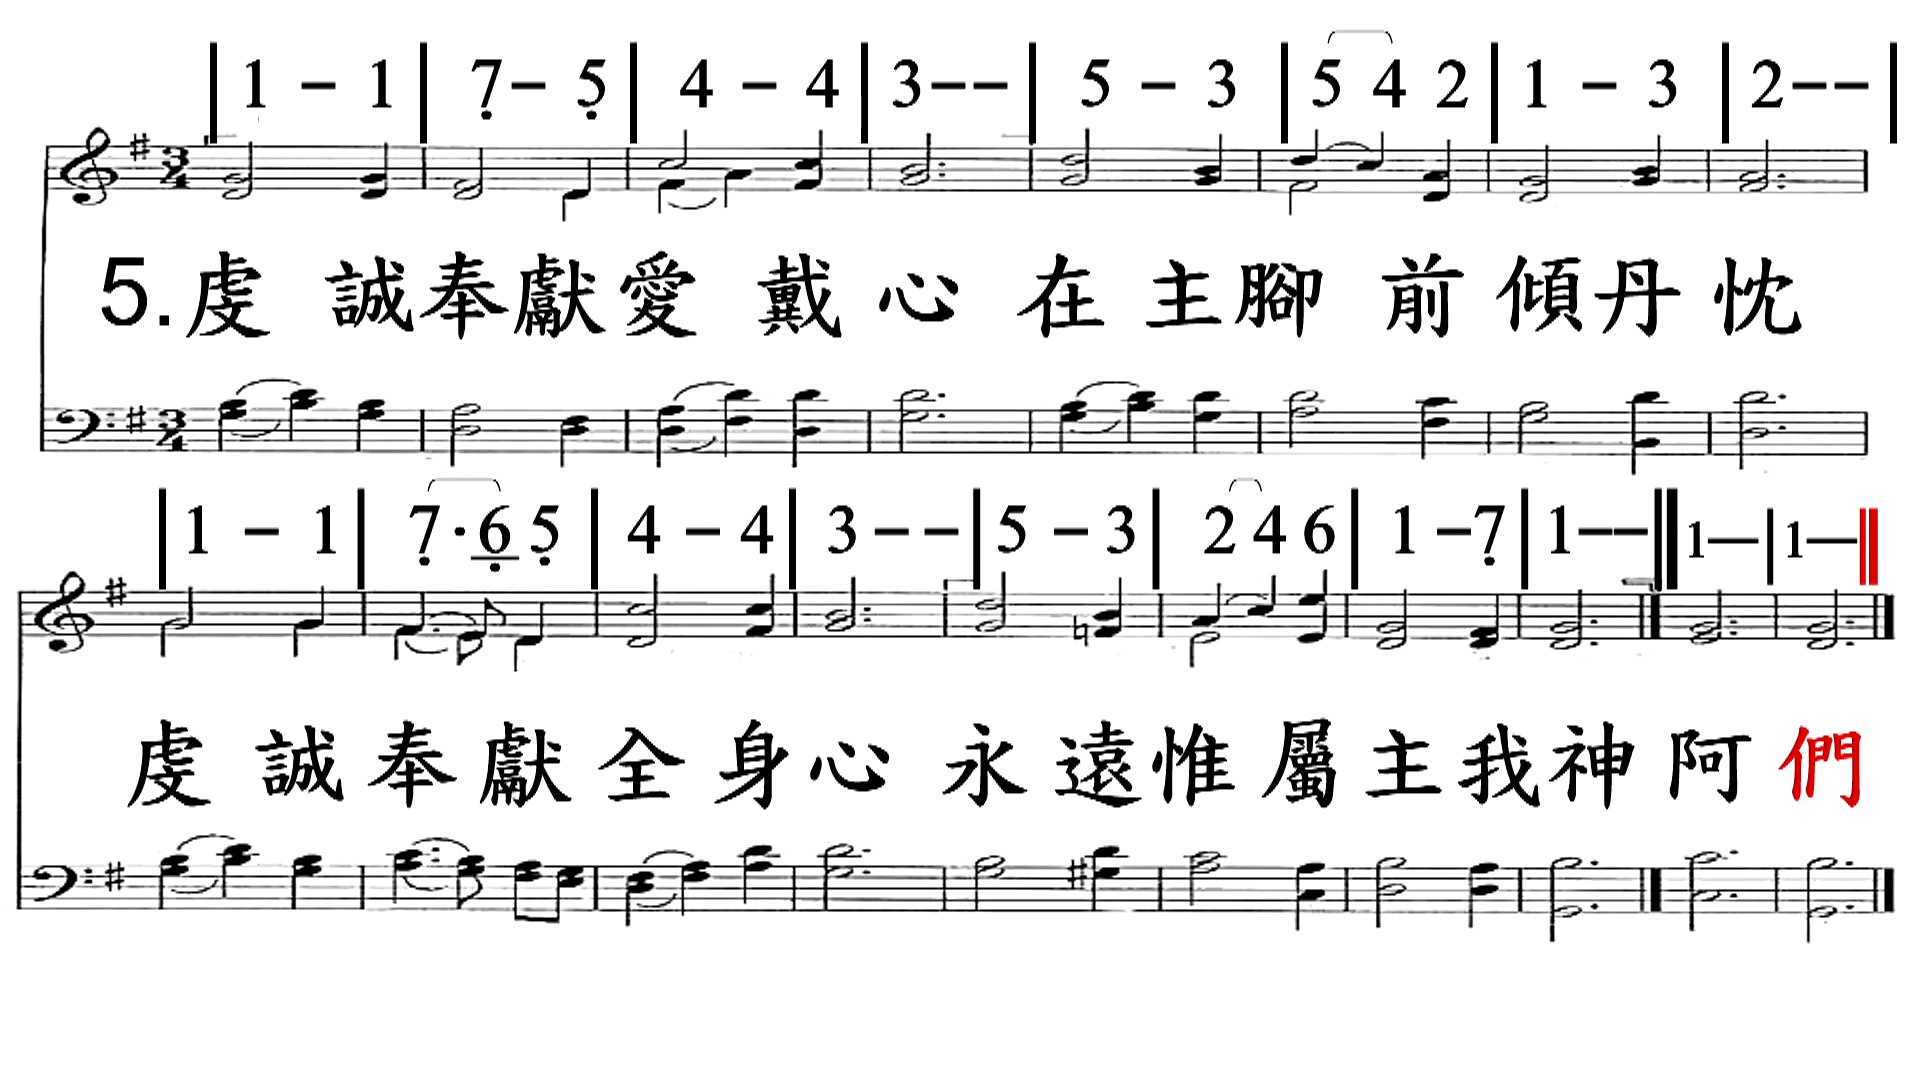 1 - 1 | 7̣ - 5̣ | 4 - 4 | 3 - - | 5 - 3 | 5 4 2 | 1 - 3 | 2 - - |
5.虔 誠奉獻愛 戴 心 在 主腳 前 傾丹 忱
1 - 1 | 7̣ · 6̣ 5̣ | 4 - 4 | 3 - - | 5 - 3 | 2 4 6 | 1 - 7̣ | 1 - - || 1 — | 1 — ||
虔 誠 奉 獻 全 身心 永 遠惟 屬 主 我神 阿 們